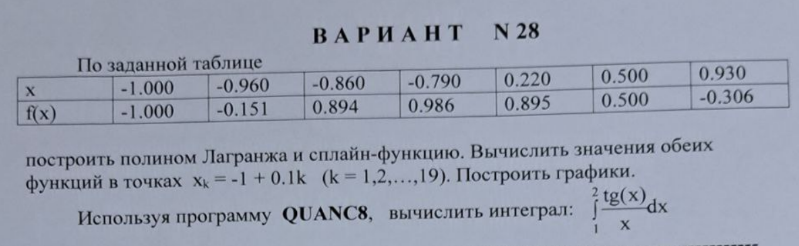 ВАРИАНТ N 28
По заданной таблице
x -1.000 -0.960 -0.860 -0.790 0.220 0.500 0.930
f(x) -1.000 -0.151 0.894 0.986 0.895 0.500 -0.306
построить полином Лагранжа и сплайн-функцию. Вычислить значения обеих
функций в точках xk = -1 + 0.1k (k = 1,2,...,19). Построить графики.
Используя программу QUANC8, вычислить интеграл: 2∫1 tg(x)/x dx